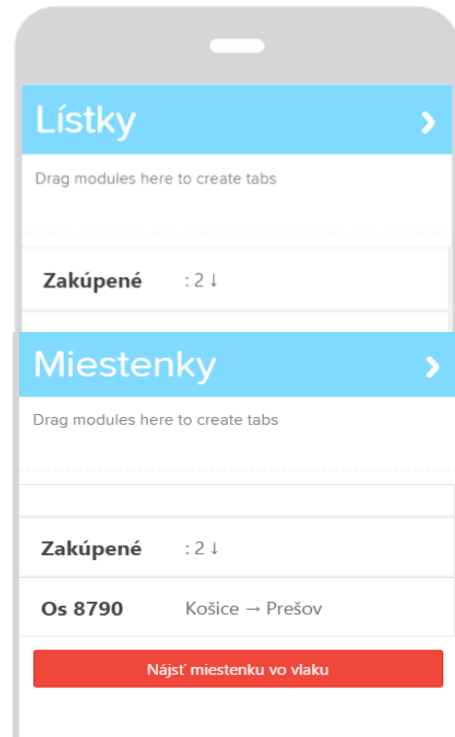 Lístky
Drag modules here to create tabs
Zakúpené : 2 ↓
Miestenky
Drag modules here to create tabs
Zakúpené : 2 ↓
Os 8790 Košice → Prešov
Nájsť miestenku vo vlaku